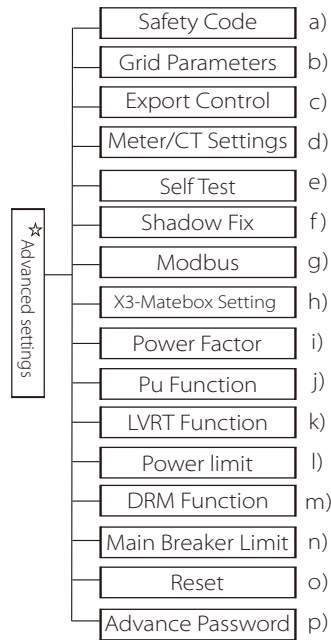 Safety Code a)
Grid Parameters b)
Export Control c)
Meter/CT Settings d)
Self Test e)
Shadow Fix f)
Modbus g)
☆Advanced settings
X3-Matebox Setting h)
Power Factor i)
Pu Function j)
LVRT Function k)
Power limit l)
DRM Function m)
Main Breaker Limit n)
Reset o)
Advance Password p)